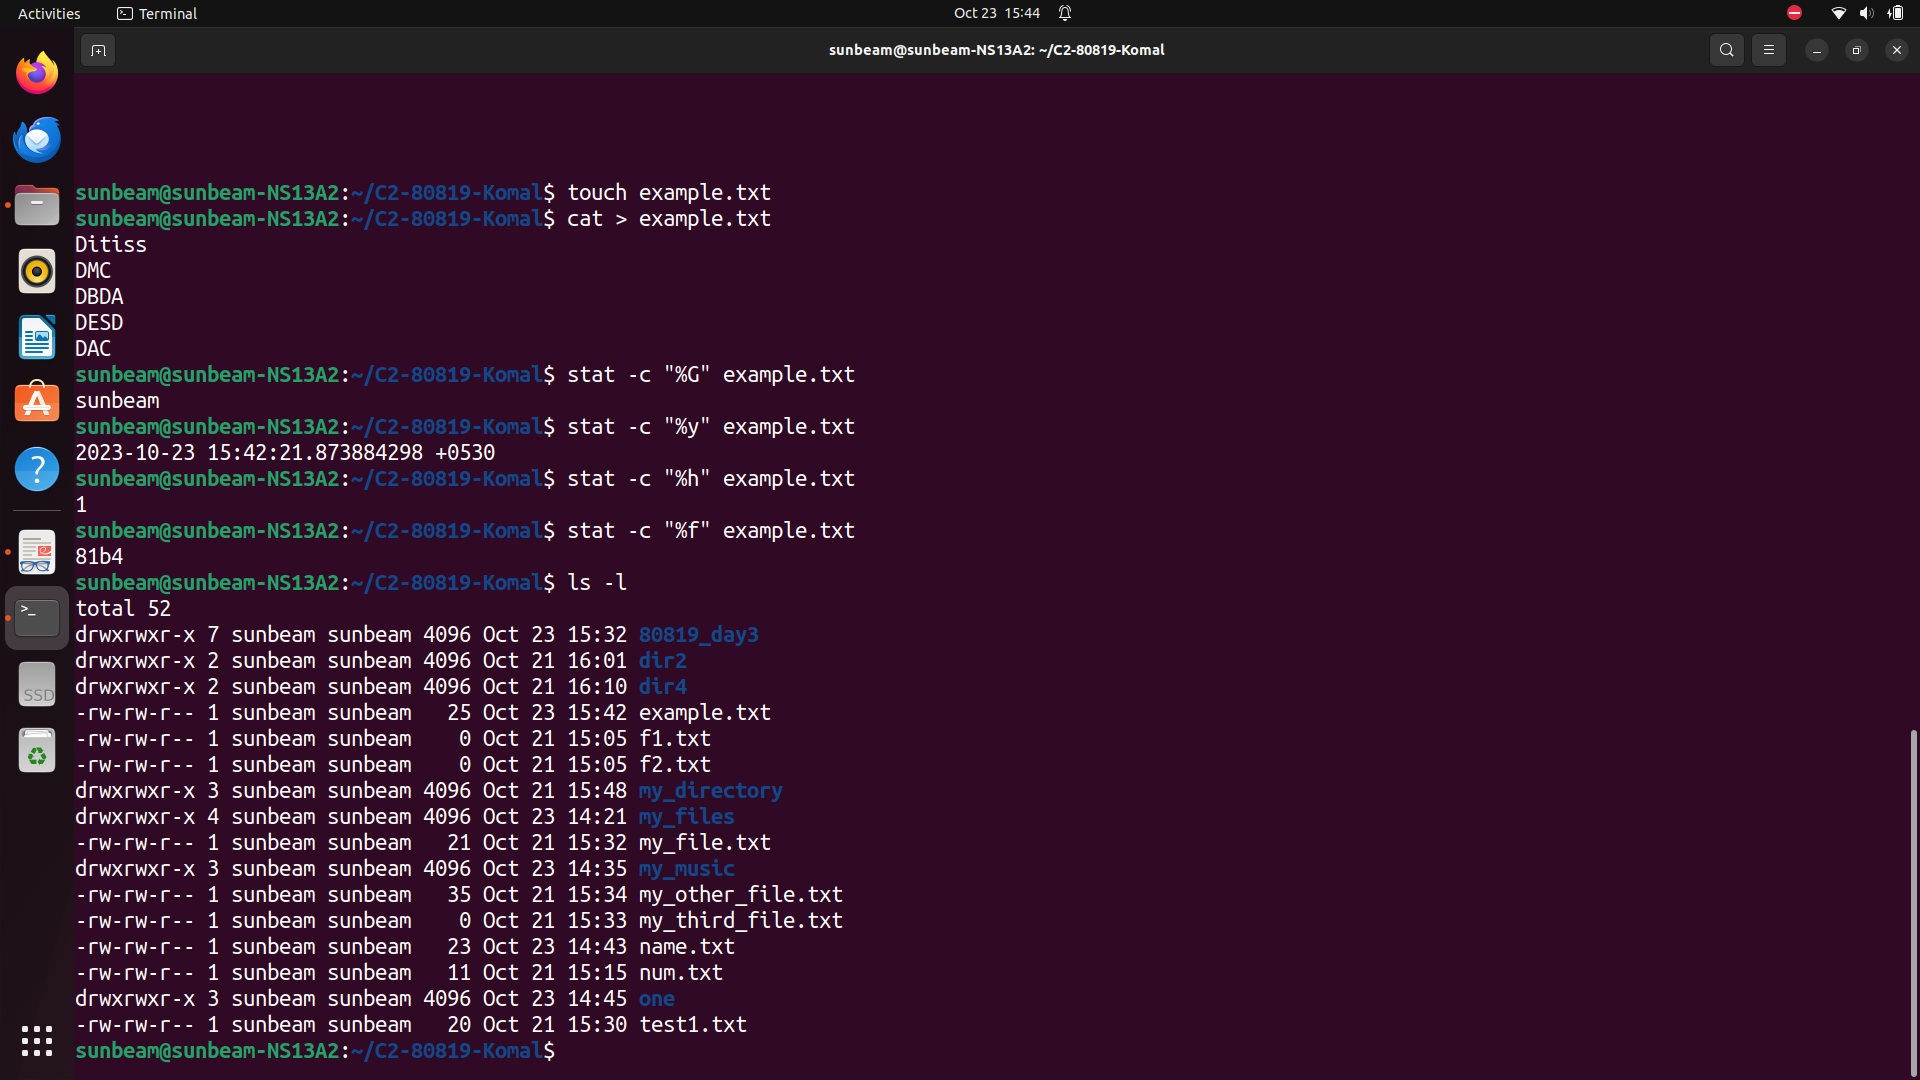 Activities Terminal Oct 23 15:44
sunbeam@sunbeam-NS13A2: ~/C2-80819-Komal
sunbeam@sunbeam-NS13A2:~/C2-80819-Komal$ touch example.txt
sunbeam@sunbeam-NS13A2:~/C2-80819-Komal$ cat > example.txt
Ditiss
DMC
DBDA
DESD
DAC
sunbeam@sunbeam-NS13A2:~/C2-80819-Komal$ stat -c "%G" example.txt
sunbeam
sunbeam@sunbeam-NS13A2:~/C2-80819-Komal$ stat -c "%y" example.txt
2023-10-23 15:42:21.873884298 +0530
sunbeam@sunbeam-NS13A2:~/C2-80819-Komal$ stat -c "%h" example.txt
1
sunbeam@sunbeam-NS13A2:~/C2-80819-Komal$ stat -c "%f" example.txt
81b4
sunbeam@sunbeam-NS13A2:~/C2-80819-Komal$ ls -l
total 52
drwxrwxr-x 7 sunbeam sunbeam 4096 Oct 23 15:32 80819_day3
drwxrwxr-x 2 sunbeam sunbeam 4096 Oct 21 16:01 dir2
drwxrwxr-x 2 sunbeam sunbeam 4096 Oct 21 16:10 dir4
-rw-rw-r-- 1 sunbeam sunbeam   25 Oct 23 15:42 example.txt
-rw-rw-r-- 1 sunbeam sunbeam    0 Oct 21 15:05 f1.txt
-rw-rw-r-- 1 sunbeam sunbeam    0 Oct 21 15:05 f2.txt
drwxrwxr-x 3 sunbeam sunbeam 4096 Oct 21 15:48 my_directory
drwxrwxr-x 4 sunbeam sunbeam 4096 Oct 23 14:21 my_files
-rw-rw-r-- 1 sunbeam sunbeam   21 Oct 21 15:32 my_file.txt
drwxrwxr-x 3 sunbeam sunbeam 4096 Oct 23 14:35 my_music
-rw-rw-r-- 1 sunbeam sunbeam   35 Oct 21 15:34 my_other_file.txt
-rw-rw-r-- 1 sunbeam sunbeam    0 Oct 21 15:33 my_third_file.txt
-rw-rw-r-- 1 sunbeam sunbeam   23 Oct 23 14:43 name.txt
-rw-rw-r-- 1 sunbeam sunbeam   11 Oct 21 15:15 num.txt
drwxrwxr-x 3 sunbeam sunbeam 4096 Oct 23 14:45 one
-rw-rw-r-- 1 sunbeam sunbeam   20 Oct 21 15:30 test1.txt
sunbeam@sunbeam-NS13A2:~/C2-80819-Komal$
SSD